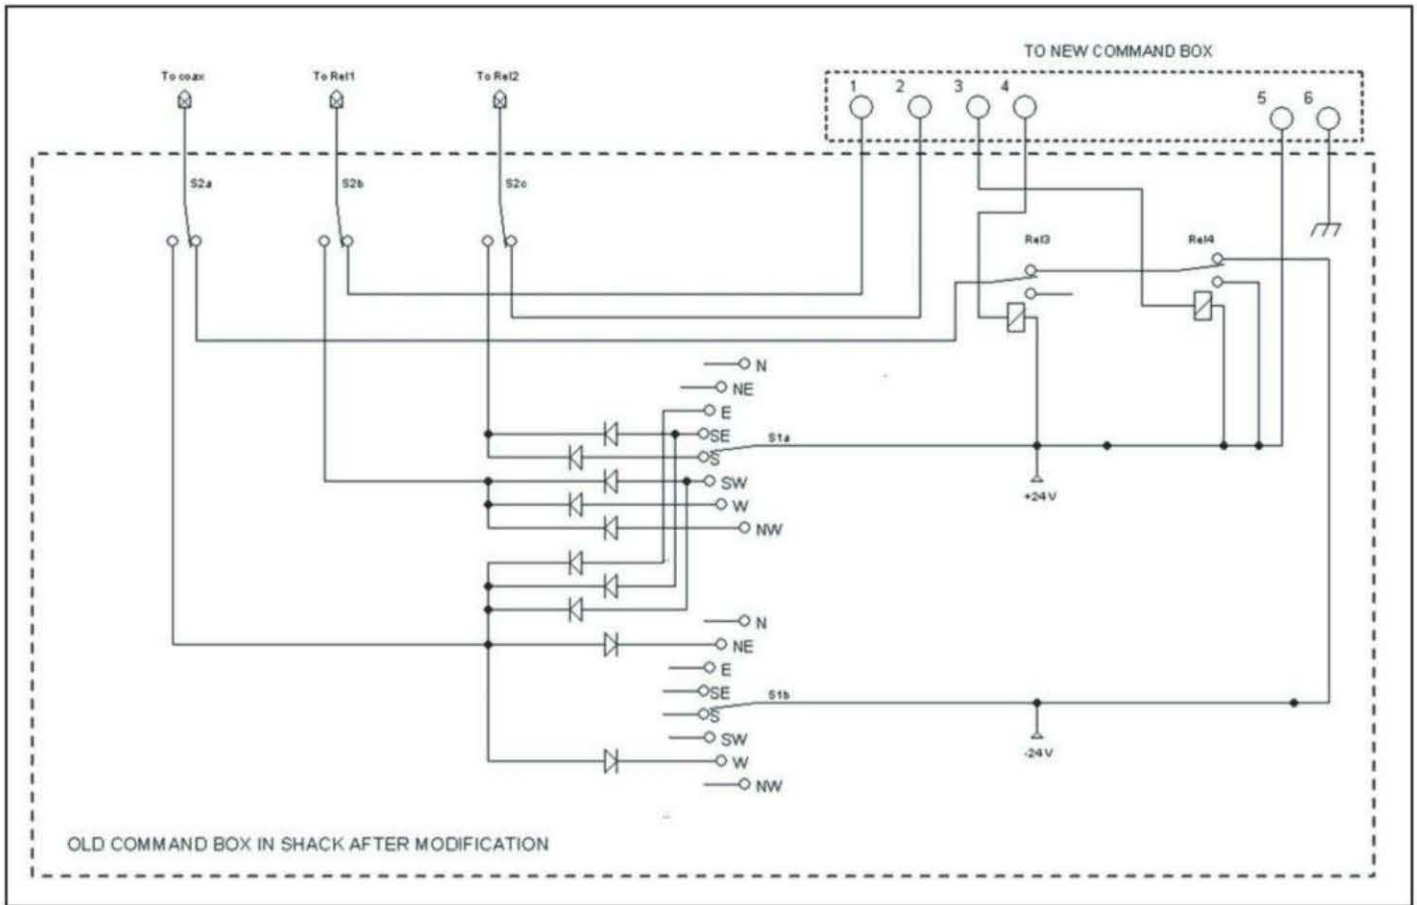 TO NEW COMMAND BOX
To coax
To Rel1
To Rel2
1
2
3
4
5
6
S2a
S2b
S2c
Rel3
Rel4
N
NE
E
SE
S1a
S
SW
+24V
W
NW
N
NE
E
SE
S1b
S
SW
-24V
W
NW
OLD COMMAND BOX IN SHACK AFTER MODIFICATION